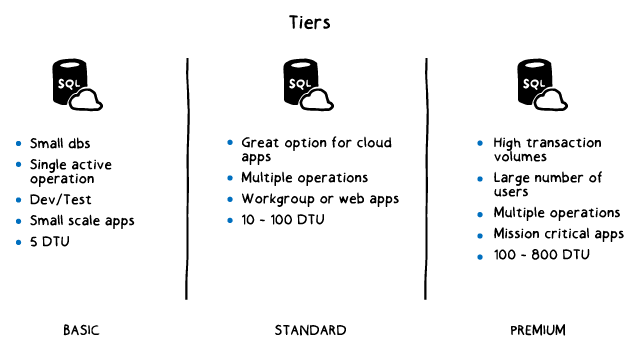 Tiers
SQL
Small dbs
Single active
operation
Dev/Test
Small scale apps
5 DTU
BASIC
SQL
Great option for cloud
apps
Multiple operations
Workgroup or web apps
10 - 100 DTU
STANDARD
SQL
High transaction
volumes
Large number of
users
Multiple operations
Mission critical apps
100 - 800 DTU
PREMIUM